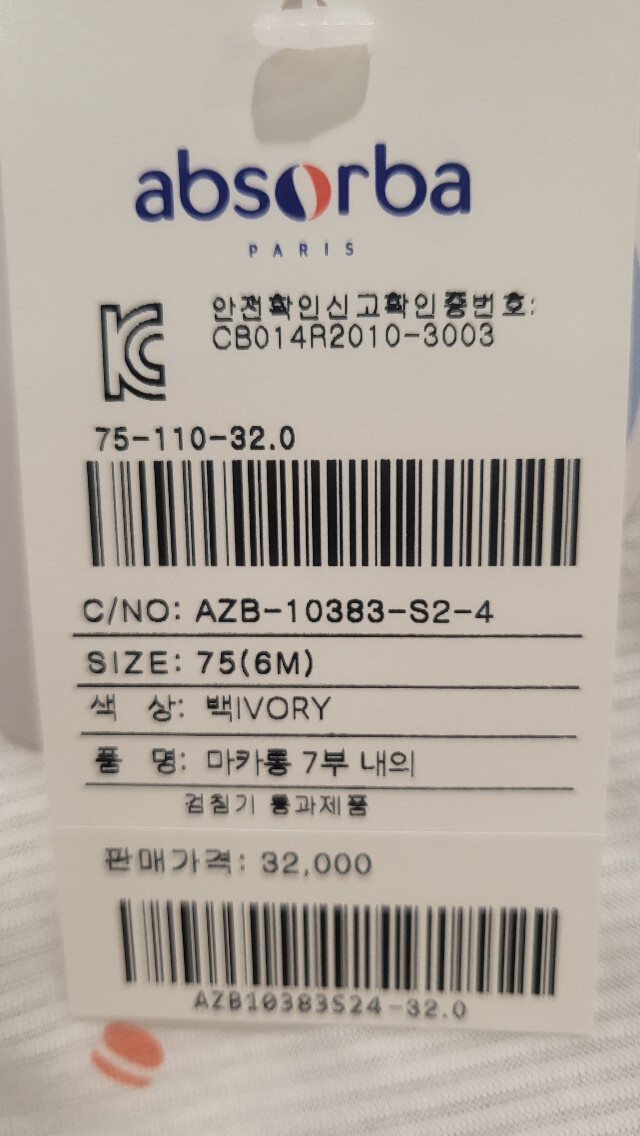 absorba
PARIS
안전확인신고확인증번호:
CB014R2010-3003
75-110-32.0
C/NO: AZB-10383-S2-4
SIZE: 75(6M)
색 상: 백IVORY
품 명: 마카롱 7부 내의
검침기 통과제품
판매가격: 32,000
AZB10383S24-32.0